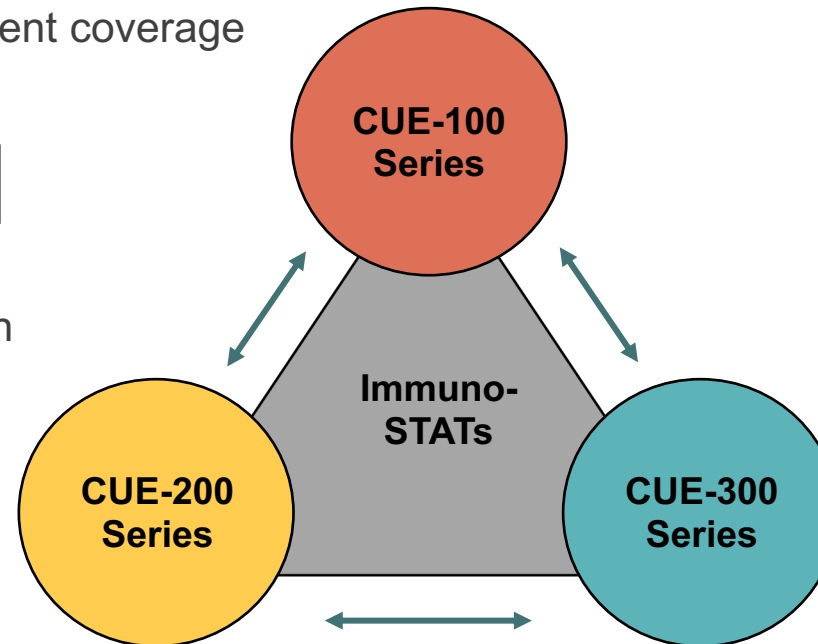 ent coverage
CUE-100
Series
n
Immuno-
STATs
CUE-200
Series
CUE-300
Series